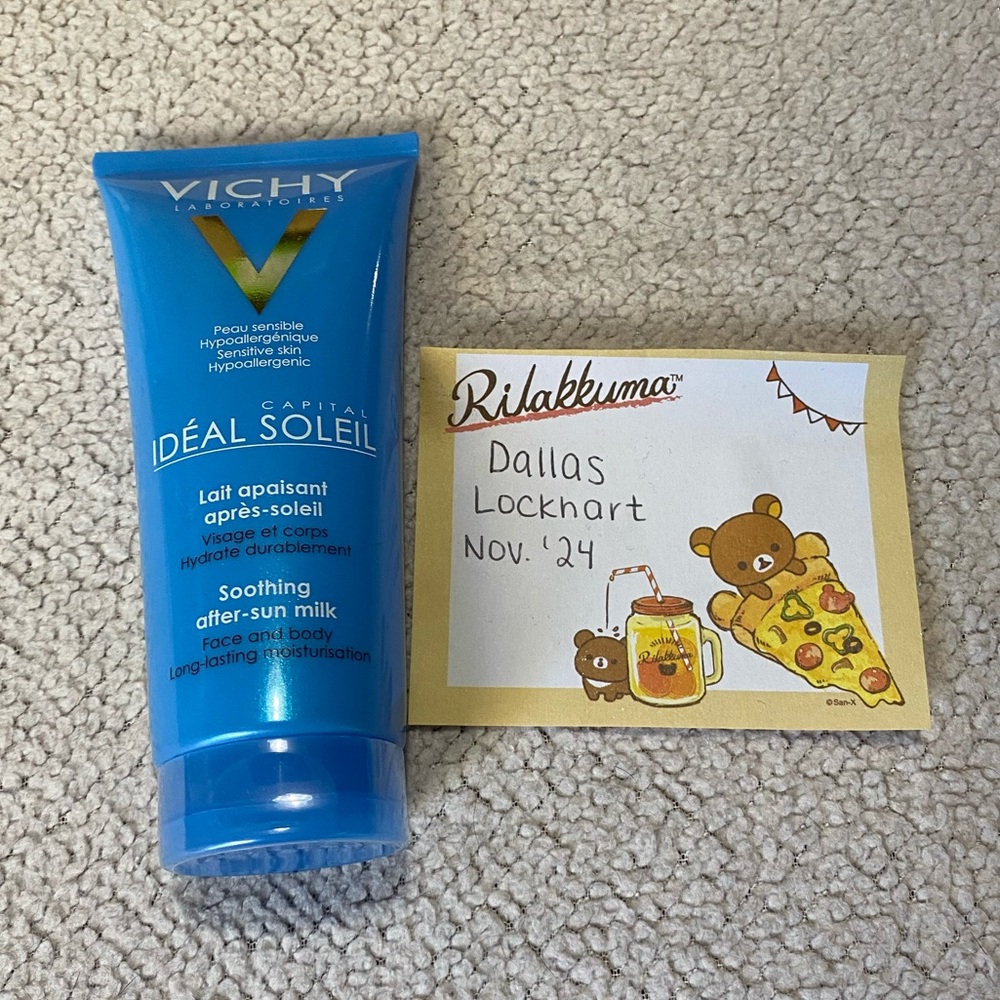 VICHY
LABORATOIRES
Peau sensible
Hypoallergénique
Sensitive skin
Hypoallergenic
CAPITAL
IDÉAL SOLEIL
Lait apaisant
après-soleil
Visage et corps
Hydrate durablement
Soothing
after-sun milk
Face and body
Long-lasting moisturisation
Rilakkuma™
Dallas
Lockhart
NOV. '24
Rilakkuma
©San-X